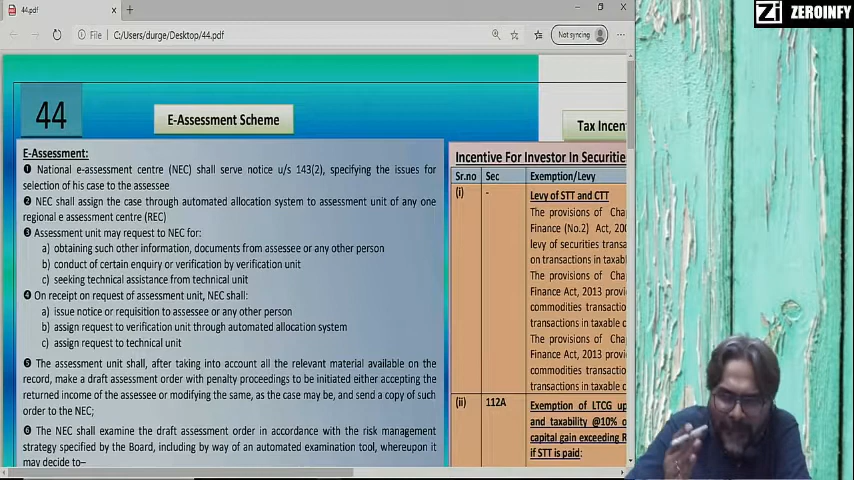 44.pdf
ZEROINFY
File
C:/Users/durge/Desktop/44.pdf
Not syncing
44
E-Assessment Scheme
E-Assessment:
❶ National e-assessment centre (NEC) shall serve notice u/s 143(2), specifying the issues for
selection of his case to the assessee
❷ NEC shall assign the case through automated allocation system to assessment unit of any one
regional e assessment centre (REC)
❸ Assessment unit may request to NEC for:
a) obtaining such other information, documents from assessee or any other person
b) conduct of certain enquiry or verification by verification unit
c) seeking technical assistance from technical unit
❹ On receipt on request of assessment unit, NEC shall:
a) issue notice or requisition to assessee or any other person
b) assign request to verification unit through automated allocation system
c) assign request to technical unit
❺ The assessment unit shall, after taking into account all the relevant material available on the
record, make a draft assessment order with penalty proceedings to be initiated either accepting the
returned income of the assessee or modifying the same, as the case may be, and send a copy of such
order to the NEC;
❻ The NEC shall examine the draft assessment order in accordance with the risk management
strategy specified by the Board, including by way of an automated examination tool, whereupon it
may decide to–
Tax Incen
Incentive For Investor In Securitie
Sr.no Sec Exemption/Levy
(i) - Levy of STT and CTT
The provisions of Cha
Finance (No.2) Act, 200
levy of securities transa
on transactions in taxab
The provisions of Cha
Finance Act, 2013 provi
commodities transactio
transactions in taxable c
The provisions of Cha
Finance Act, 2013 provi
commodities transactio
transactions in taxable c
(ii) 112A Exemption of LTCG up
and taxability @10% o
capital gain exceeding R
if STT is paid: